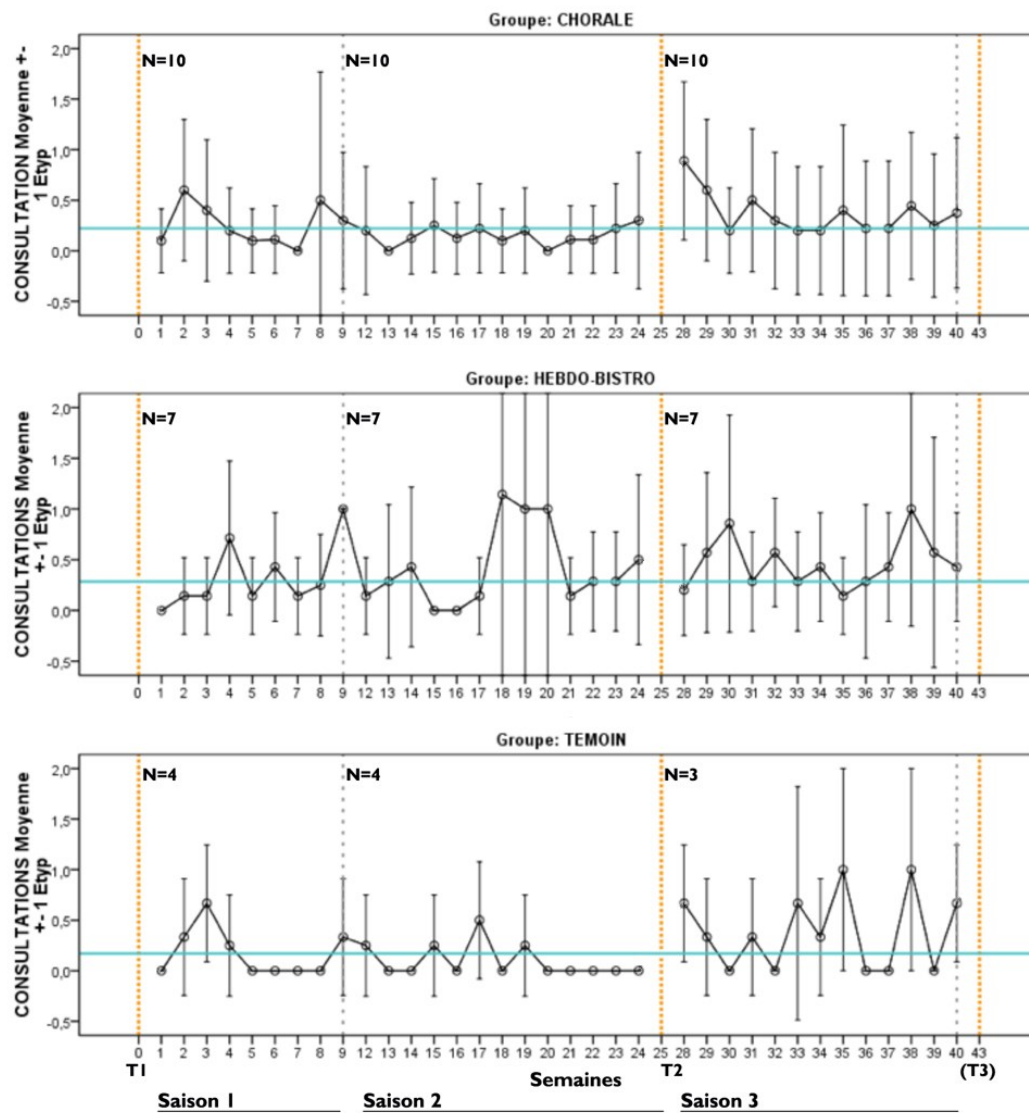 Groupe: CHORALE
CONSULTATION Moyenne +-
1 Etyp
2,0
1,5
1,0
0,5
0,0
-0,5
N=10 N=10 N=10
0 1 2 3 4 5 6 7 8 9 12 13 14 15 16 17 18 19 20 21 22 23 24 25 28 29 30 31 32 33 34 35 36 37 38 39 40 43
Groupe: HEBDO-BISTRO
CONSULTATIONS Moyenne
+- 1 Etyp
2,0
1,5
1,0
0,5
0,0
-0,5
N=7 N=7 N=7
0 1 2 3 4 5 6 7 8 9 12 13 14 15 16 17 18 19 20 21 22 23 24 25 28 29 30 31 32 33 34 35 36 37 38 39 40 43
Groupe: TEMOIN
CONSULTATIONS Moyenne
+- 1 Etyp
2,0
1,5
1,0
0,5
0,0
-0,5
N=4 N=4 N=3
0 1 2 3 4 5 6 7 8 9 12 13 14 15 16 17 18 19 20 21 22 23 24 25 28 29 30 31 32 33 34 35 36 37 38 39 40 43
T1 Semaines T2 (T3)
Saison 1 Saison 2 Saison 3